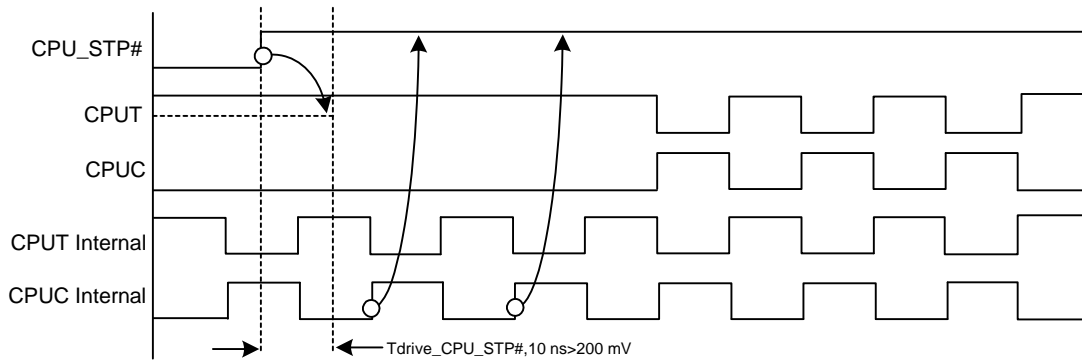 CPU_STP#
CPUT
CPUC
CPUT Internal
CPUC Internal
Tdrive_CPU_STP#,10 ns>200 mV